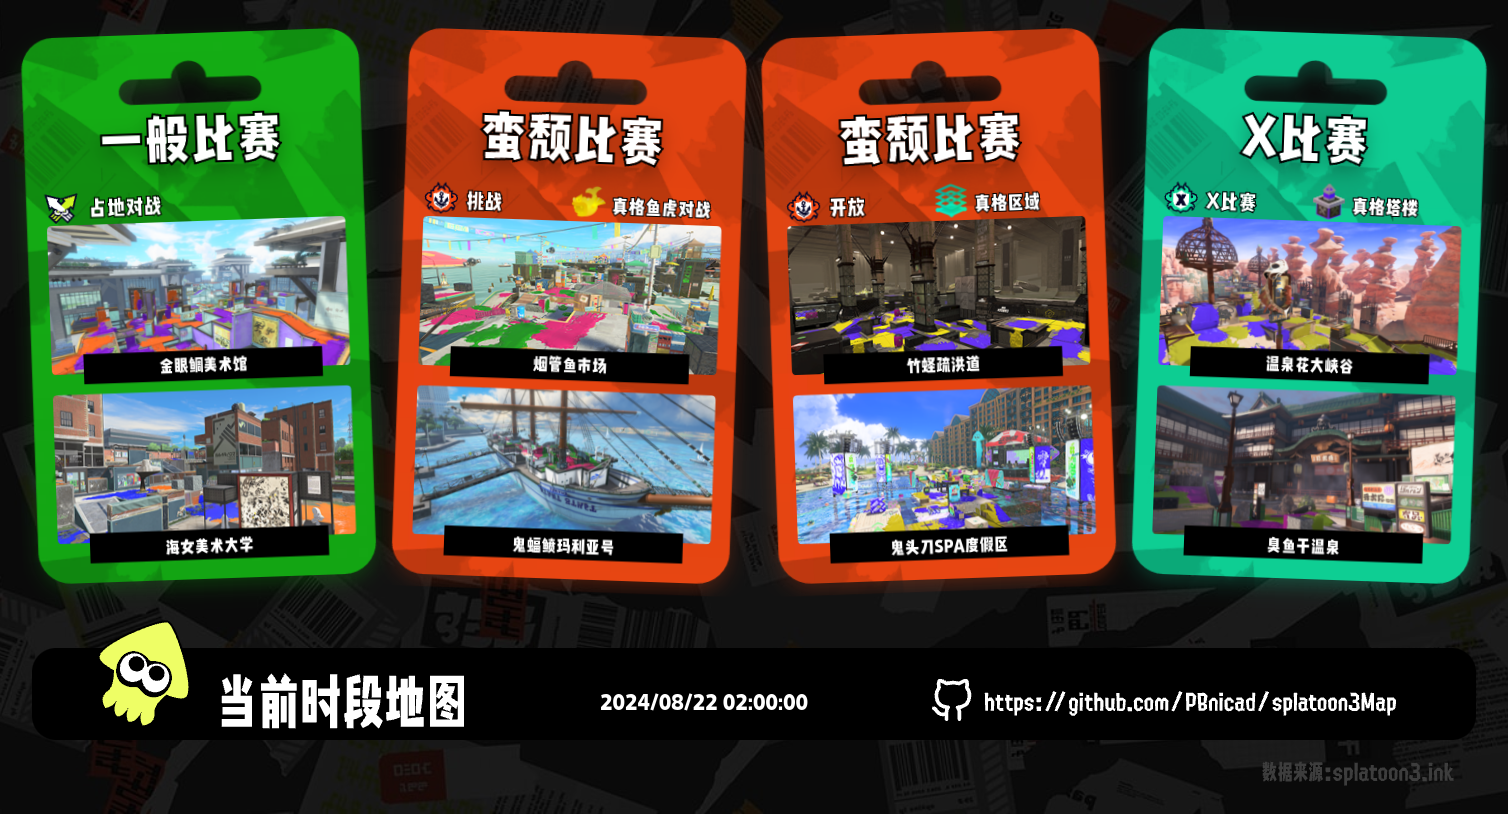 一般比赛
占地对战
金眼鲷美术馆
海女美术大学
蛮颓比赛
挑战
真格鱼虎对战
烟管鱼市场
鬼蝠鲼玛利亚号
蛮颓比赛
开放
真格区域
竹蛏疏洪道
鬼头刀SPA度假区
X比赛
X比赛
真格塔楼
温泉花大峡谷
臭鱼干温泉
当前时段地图
2024/08/22 02:00:00
https://github.com/PBnicad/splatoon3Map
数据来源:splatoon3.ink